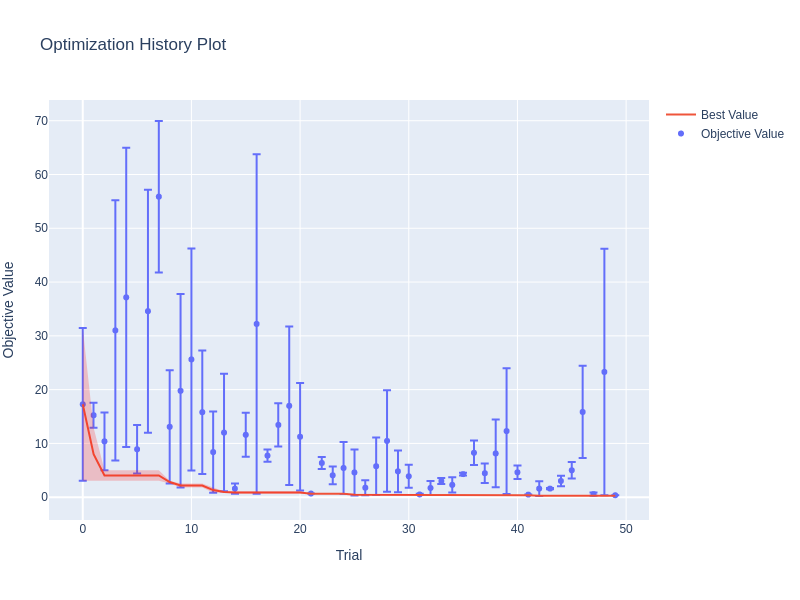 Optimization History Plot
Best Value
Objective Value
Objective Value
70
60
50
40
30
20
10
0
0 10 20 30 40 50
Trial